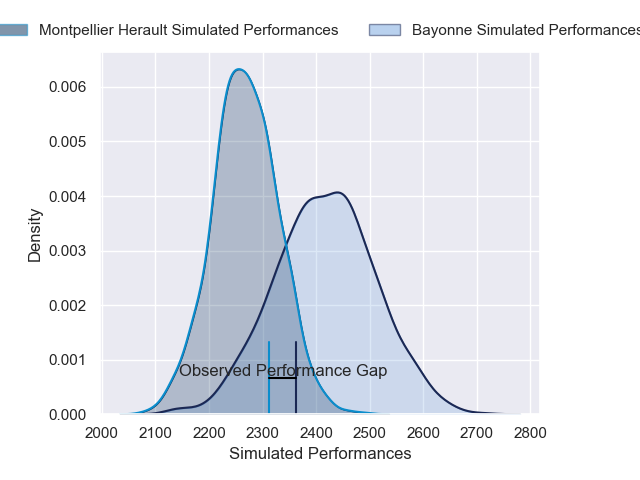 Montpellier Herault Simulated Performances Bayonne Simulated Performances
0.006
0.005
0.004
0.003
0.002
0.001
0.000
Density
Observed Performance Gap
2000 2100 2200 2300 2400 2500 2600 2700 2800
Simulated Performances